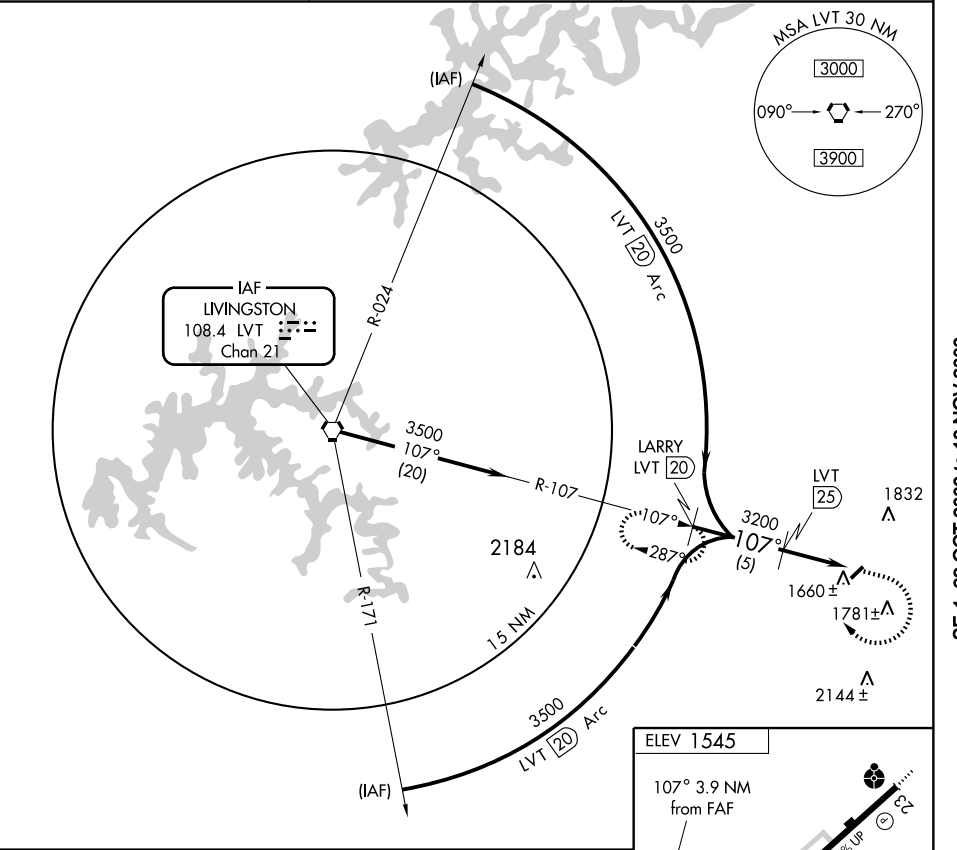 MSA LVT 30 NM
3000
090°
270°
3900
(IAF)
3500
LVT 20 Arc
R-024
IAF
LIVINGSTON
108.4 LVT
Chan 21
3500
107°
(20)
R-107
LARRY
LVT 20
107°
287°
3200
107°
(5)
LVT
25
1832
2184
1660 ±
1781±
2144 ±
R-171
15 NM
3500
LVT 20 Arc
(IAF)
ELEV 1545
107° 3.9 NM
from FAF
23
P
% UP